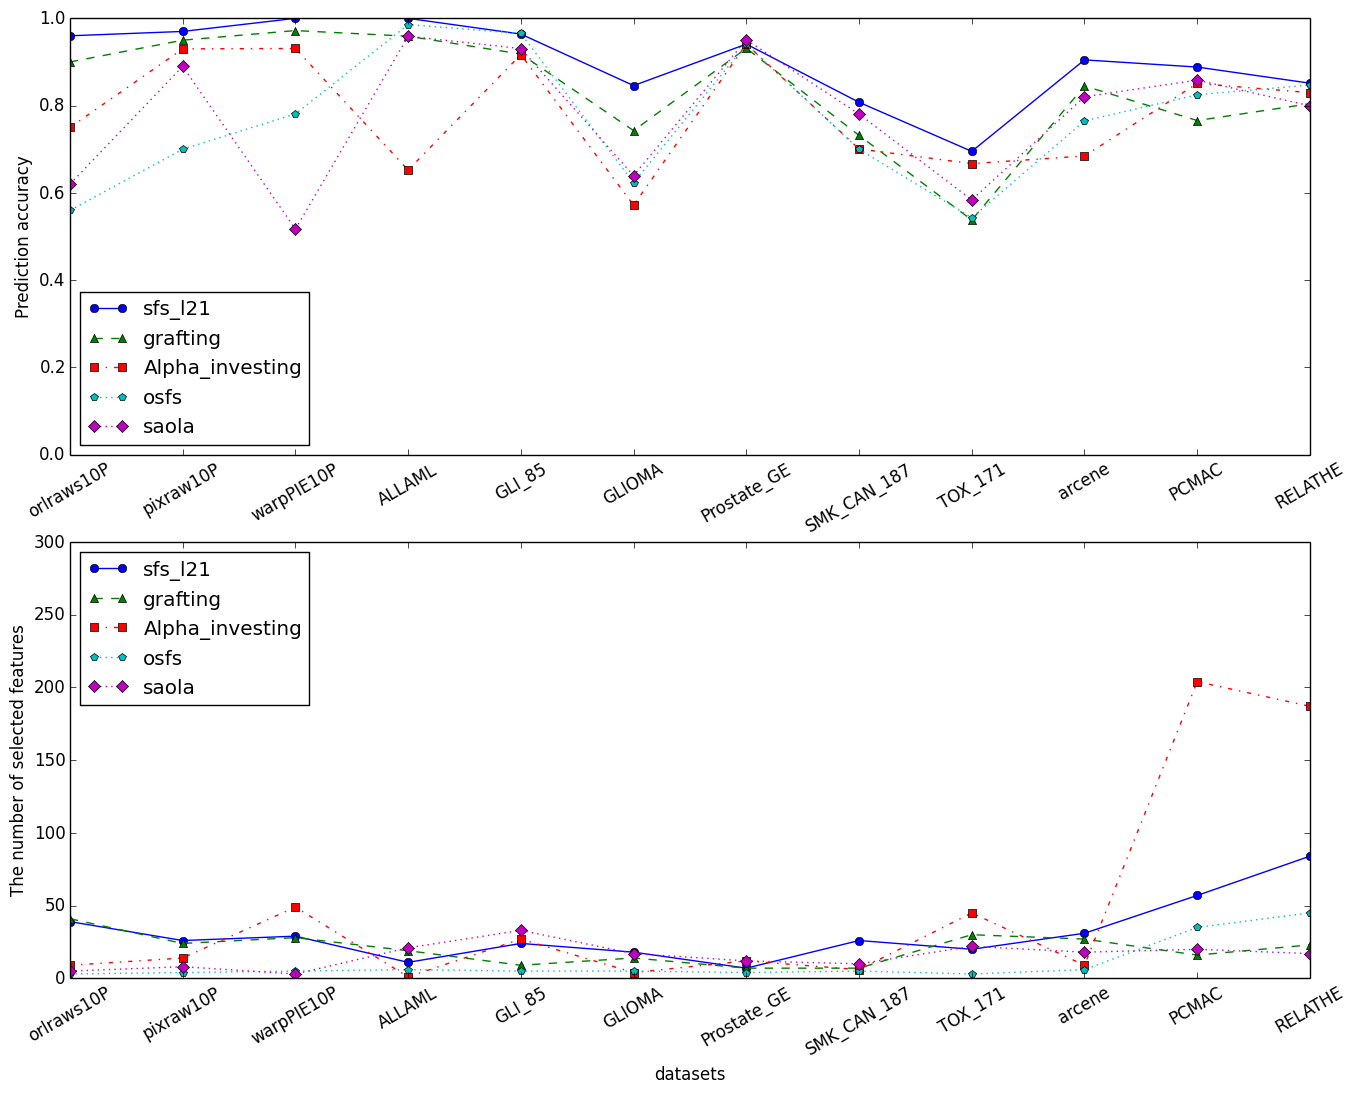 1.0
0.8
0.6
0.4
0.2
0.0
Prediction accuracy
sfs_l21
grafting
Alpha_investing
osfs
saola
orlraws10P
pixraw10P
warpPIE10P
ALLAML
GLI_85
GLIOMA
Prostate_GE
SMK_CAN_187
TOX_171
arcene
PCMAC
RELATHE
300
250
200
150
100
50
0
The number of selected features
sfs_l21
grafting
Alpha_investing
osfs
saola
orlraws10P
pixraw10P
warpPIE10P
ALLAML
GLI_85
GLIOMA
Prostate_GE
SMK_CAN_187
TOX_171
arcene
PCMAC
RELATHE
datasets